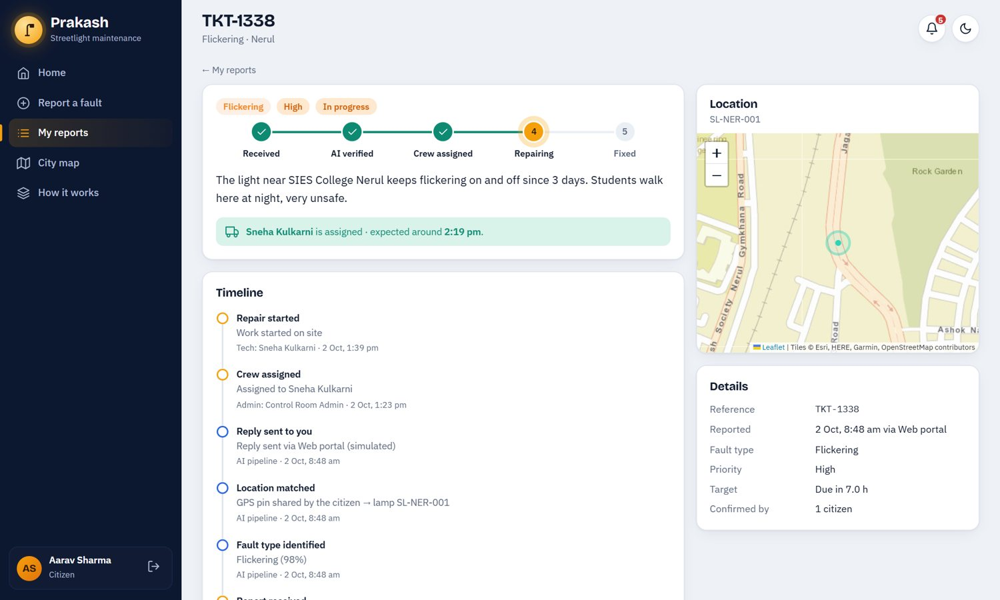 Prakash
Streetlight maintenance
Home
Report a fault
My reports
City map
How it works
AS
Aarav Sharma
Citizen
TKT-1338
Flickering · Nerul
5
← My reports
Flickering
High
In progress
4
5
Received
AI verified
Crew assigned
Repairing
Fixed
The light near SIES College Nerul keeps flickering on and off since 3 days. Students walk
here at night, very unsafe.
Sneha Kulkarni is assigned · expected around 2:19 pm.
Timeline
Repair started
Work started on site
Tech: Sneha Kulkarni · 2 Oct, 1:39 pm
Crew assigned
Assigned to Sneha Kulkarni
Admin: Control Room Admin · 2 Oct, 1:23 pm
Reply sent to you
Reply sent via Web portal (simulated)
AI pipeline · 2 Oct, 8:48 am
Location matched
GPS pin shared by the citizen → lamp SL-NER-001
AI pipeline · 2 Oct, 8:48 am
Fault type identified
Flickering (98%)
AI pipeline · 2 Oct, 8:48 am
Report received
Location
SL-NER-001
+
−
Rock Garden
Gymkhana Road
Society Nerul
Road
Ashok
Leaflet | Tiles © Esri, HERE, Garmin, OpenStreetMap contributors
Details
Reference TKT-1338
Reported 2 Oct, 8:48 am via Web portal
Fault type Flickering
Priority High
Target Due in 7.0 h
Confirmed by 1 citizen